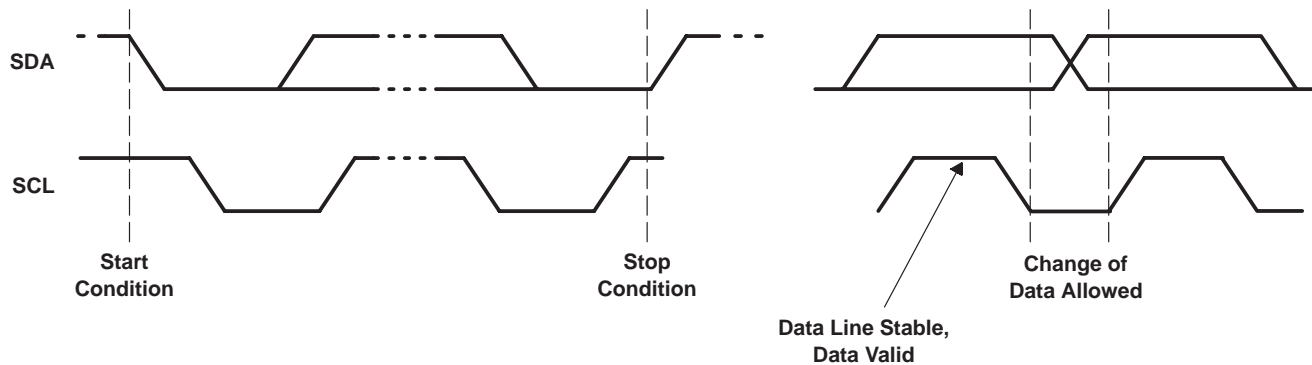 SDA
SCL
Start
Condition
Stop
Condition
Change of
Data Allowed
Data Line Stable,
Data Valid